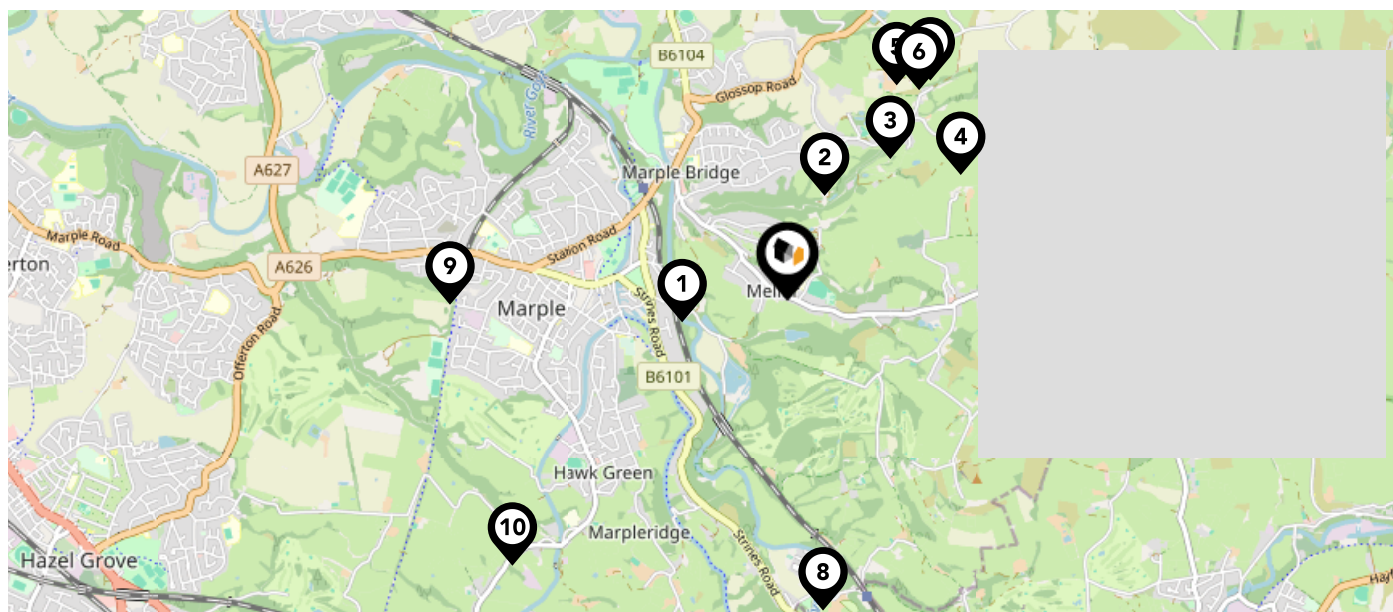 B6104
5
6
Glossop Road
River Goyt
3
4
A627
2
Marple Bridge
Marple Road
Station Road
erton
A626
9
1
Marple
Strines Road
Offerton Road
B6101
Hawk Green
10
Marpleridge
Hazel Grove
Strines Road
8